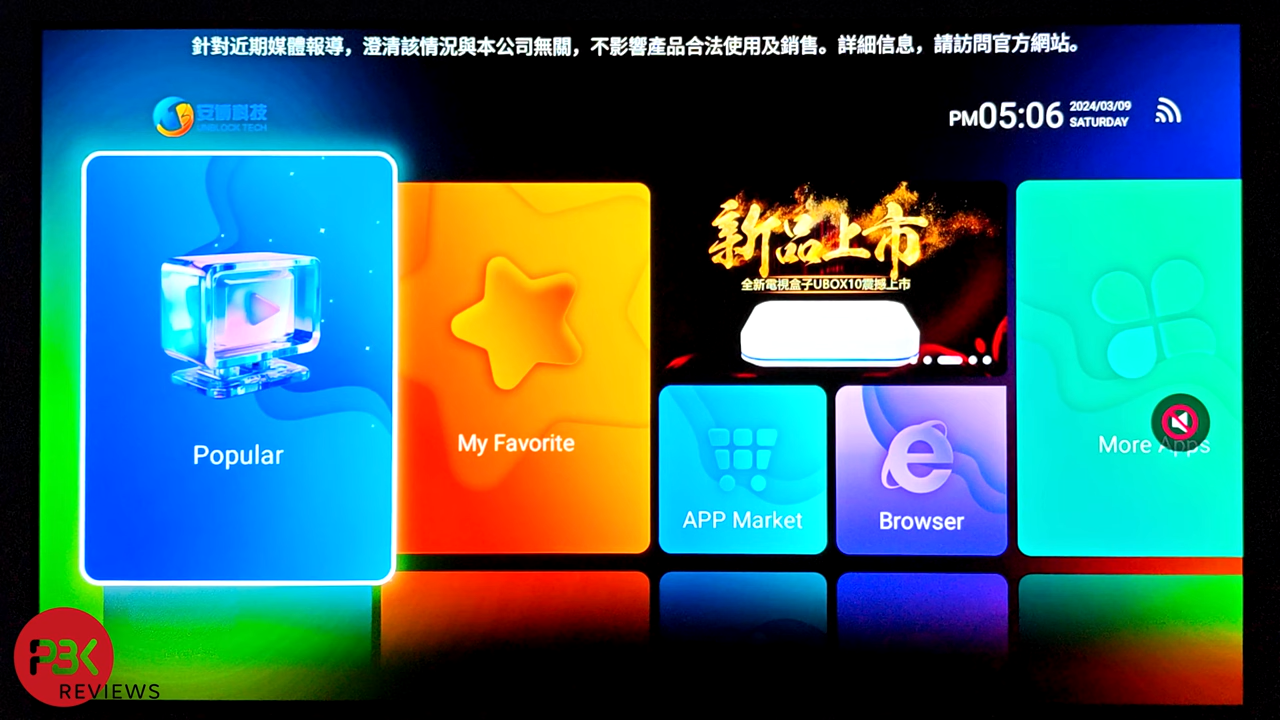 針對近期媒體報導，澄清該情況與本公司無關，不影響產品合法使用及銷售。詳細信息，請訪問官方網站。
安博科技
UNBLOCK TECH
PM05:06
2024/03/09
SATURDAY
新品上市
全新電視盒子UBOX10震撼上市
Popular
My Favorite
APP Market
Browser
More Apps
PBK
REVIEWS